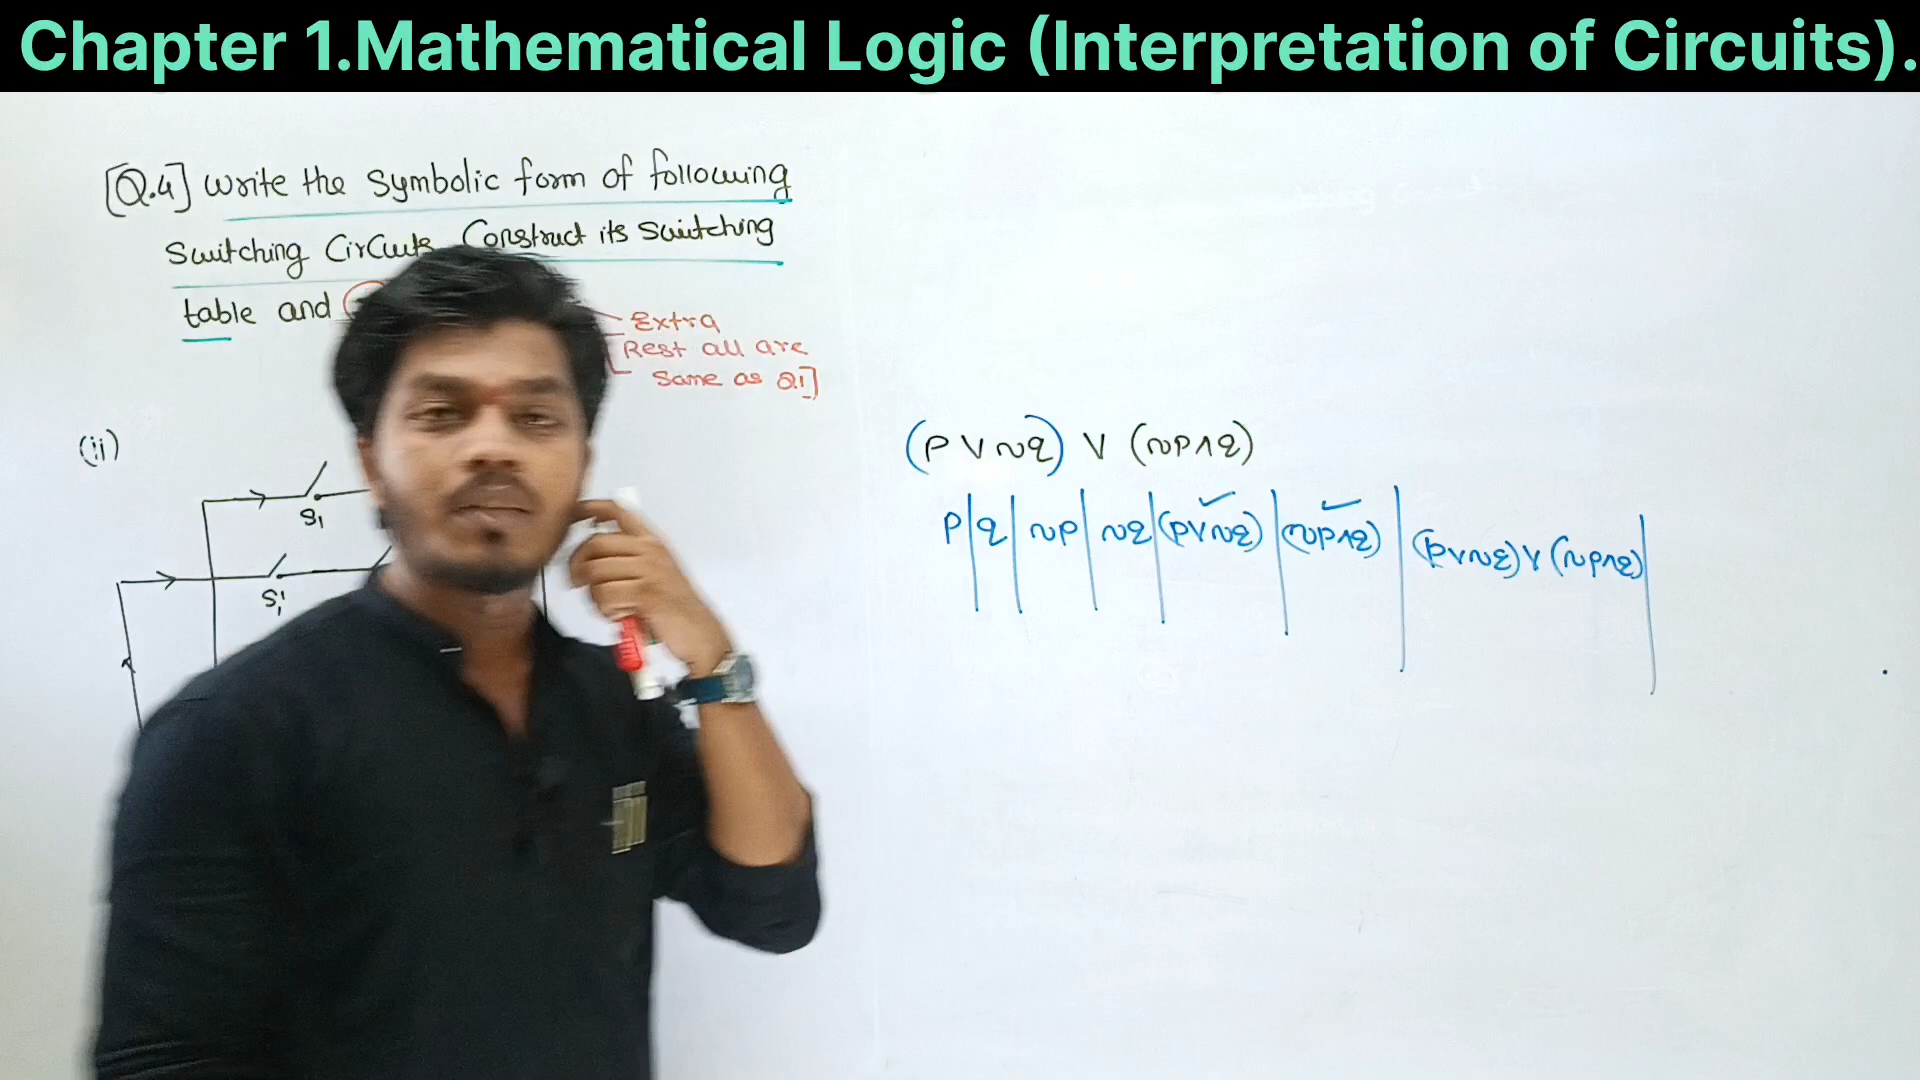 Chapter 1.Mathematical Logic (Interpretation of Circuits).
[Q.4] Write the symbolic form of following
Switching Circuits. Construct its switching
table and
Extra
Rest all are
same as Q.1]
(ii)
S₁
S₁'
(p ∨ ~q) ∨ (~p ∧ q)
p | q | ~p | ~q | (p∨~q) | (~p∧q) | (p∨~q) ∨ (~p∧q) |